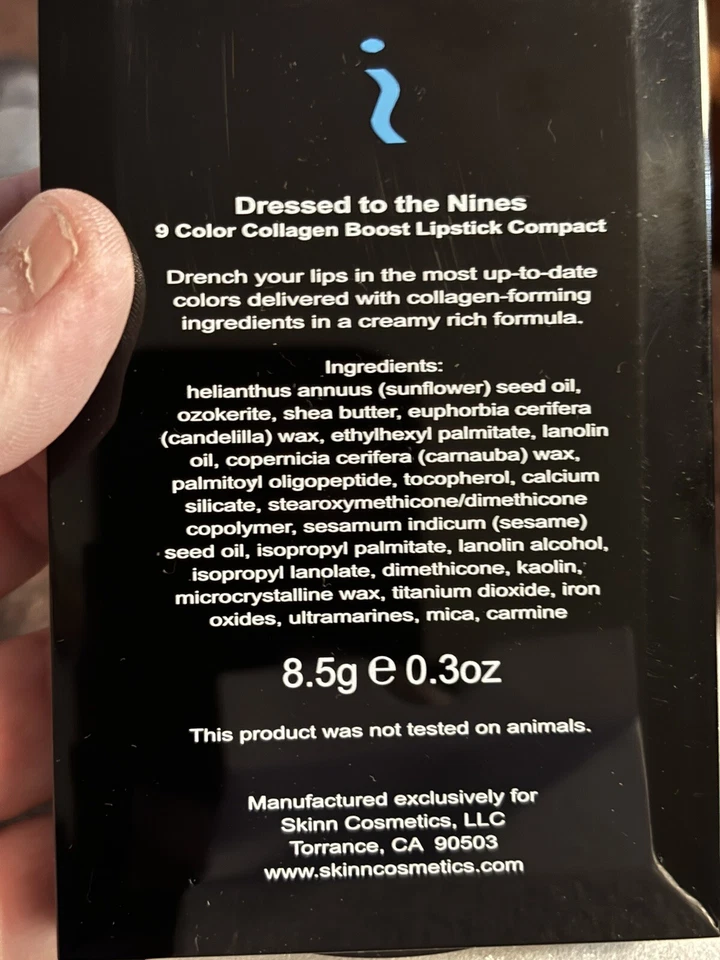 i
Dressed to the Nines
9 Color Collagen Boost Lipstick Compact
Drench your lips in the most up-to-date
colors delivered with collagen-forming
ingredients in a creamy rich formula.
Ingredients:
helianthus annuus (sunflower) seed oil,
ozokerite, shea butter, euphorbia cerifera
(candelilla) wax, ethylhexyl palmitate, lanolin
oil, copernicia cerifera (carnauba) wax,
palmitoyl oligopeptide, tocopherol, calcium
silicate, stearoxymethicone/dimethicone
copolymer, sesamum indicum (sesame)
seed oil, isopropyl palmitate, lanolin alcohol,
isopropyl lanolate, dimethicone, kaolin,
microcrystalline wax, titanium dioxide, iron
oxides, ultramarines, mica, carmine
8.5g ℮ 0.3oz
This product was not tested on animals.
Manufactured exclusively for
Skinn Cosmetics, LLC
Torrance, CA 90503
www.skinncosmetics.com